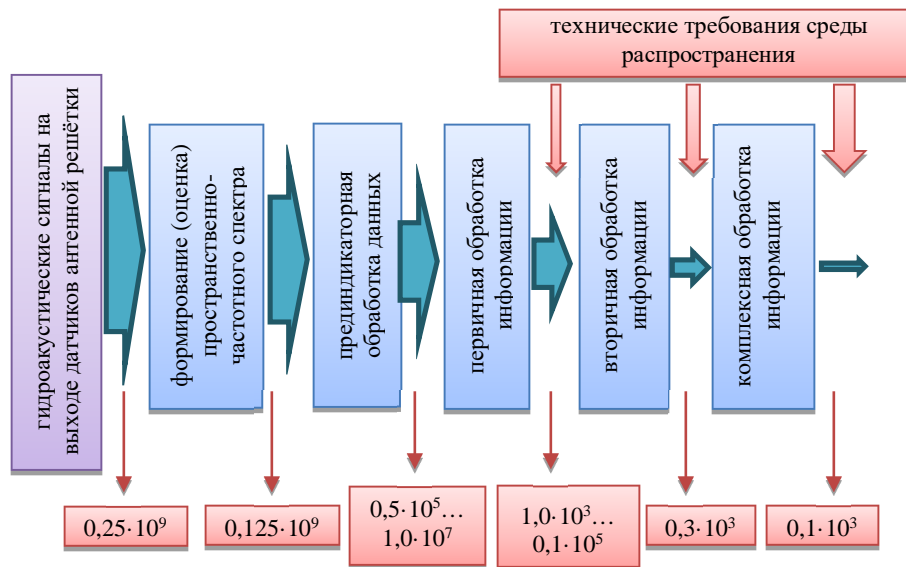 технические требования среды
распространения
гидроакустические сигналы на
выходе датчиков антенной решётки
формирование (оценка)
пространственно-
частотного спектра
прединдикаторная
обработка данных
первичная обработка
информации
вторичная обработка
информации
комплексная обработка
информации
0,25·10⁹
0,125·10⁹
0,5·10⁵…
1,0·10⁷
1,0·10³…
0,1·10⁵
0,3·10³
0,1·10³